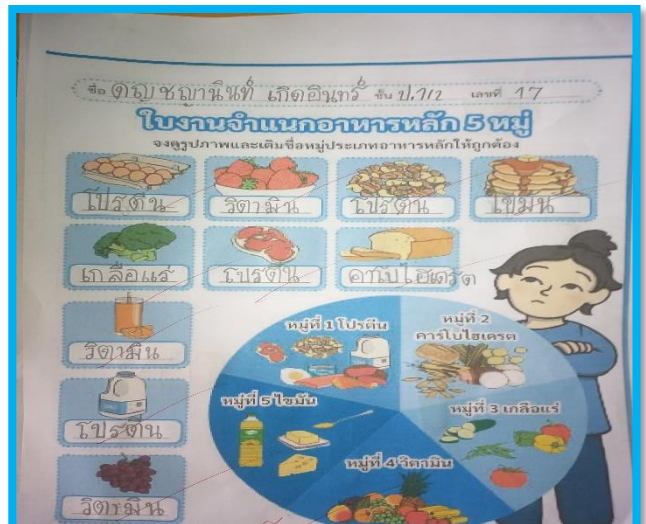 ชื่อ ดญ ชญานินท์ เกิดอินทร์ ชั้น ป.1/2 เลขที่ 17
ใบงานจำแนกอาหารหลัก 5 หมู่
จงดูรูปภาพและเติมชื่อหมู่ประเภทอาหารหลักให้ถูกต้อง
โปรตีน วิตามิน โปรตีน ไขมัน
เกลือแร่ โปรตีน คาโบไฮเดรต
วิตามิน
โปรตีน
วิตามิน
หมู่ที่ 1 โปรตีน
หมู่ที่ 2
คาร์โบไฮเดรต
หมู่ที่ 3 เกลือแร่
หมู่ที่ 4 วิตามิน
หมู่ที่ 5 ไขมัน